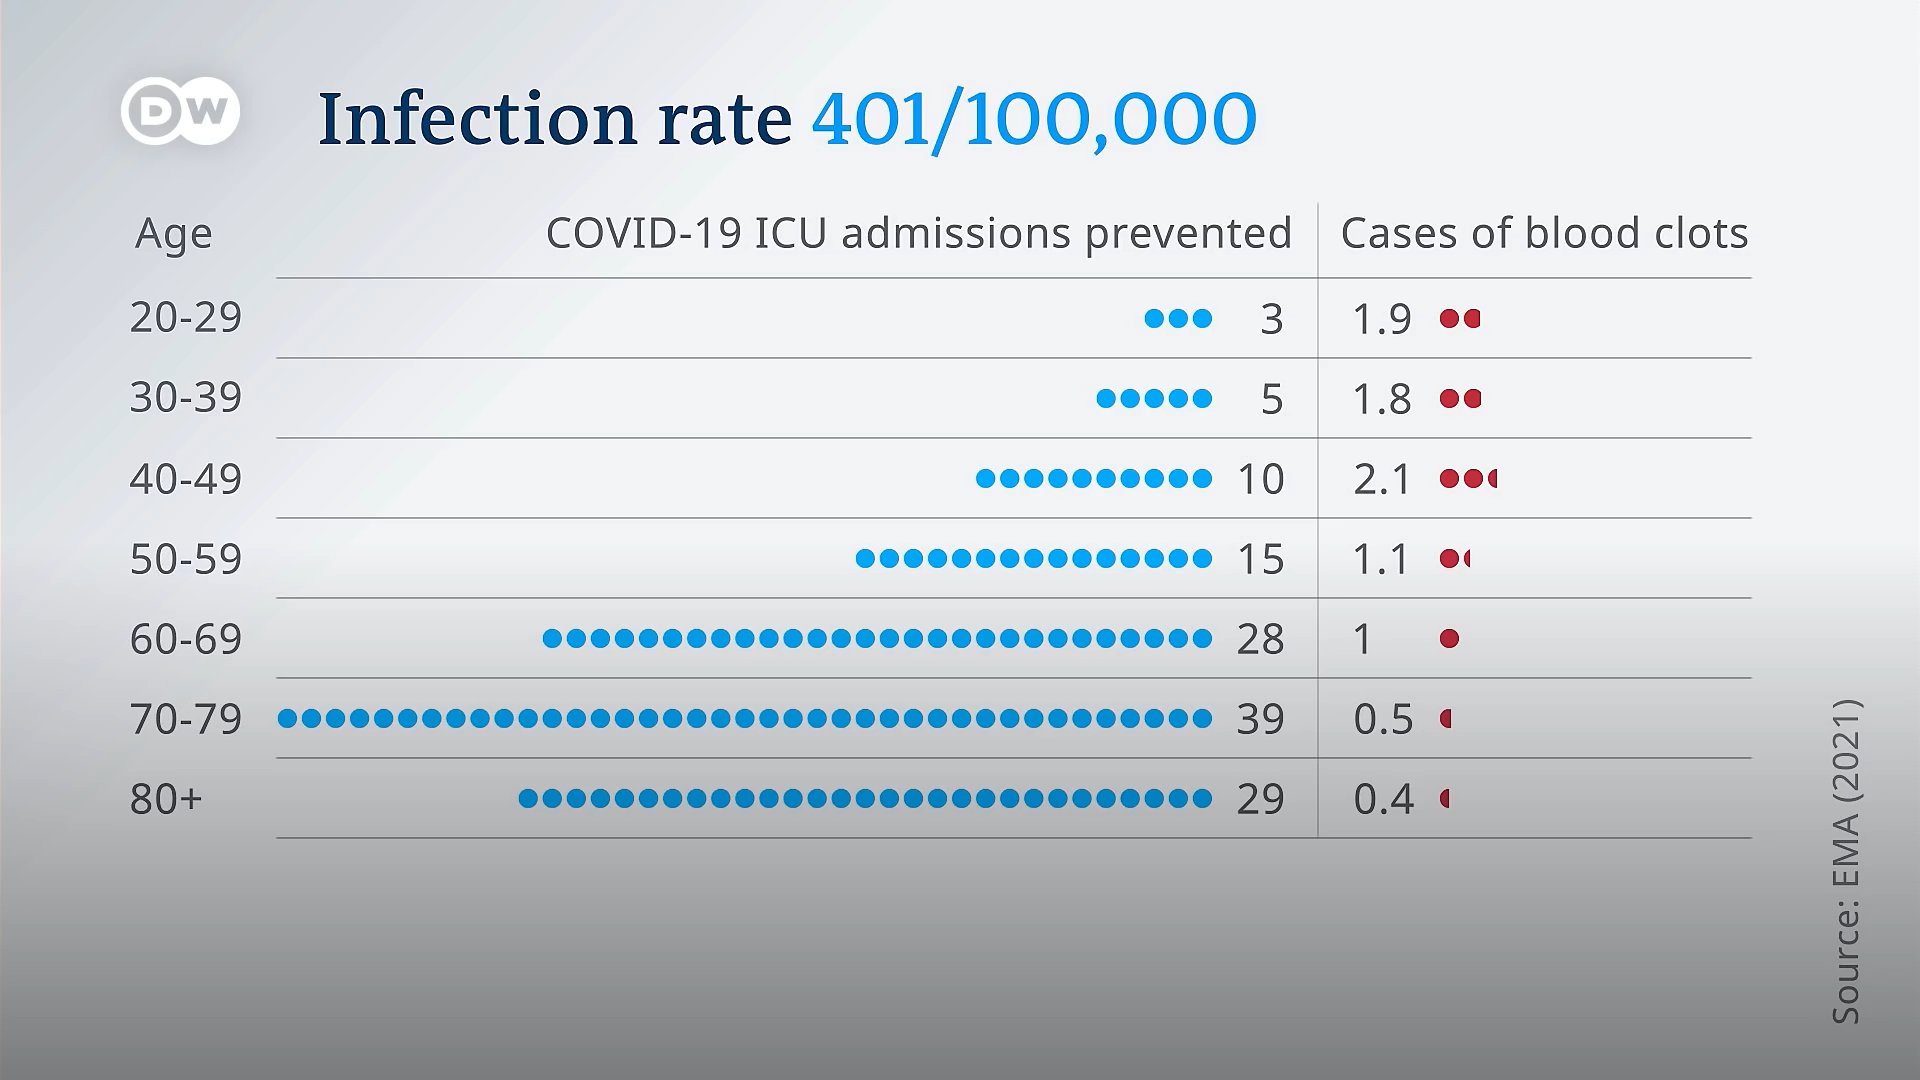 DW
Infection rate 401/100,000
Age COVID-19 ICU admissions prevented Cases of blood clots
20-29 3 1.9
30-39 5 1.8
40-49 10 2.1
50-59 15 1.1
60-69 28 1
70-79 39 0.5
80+ 29 0.4
Source: EMA (2021)